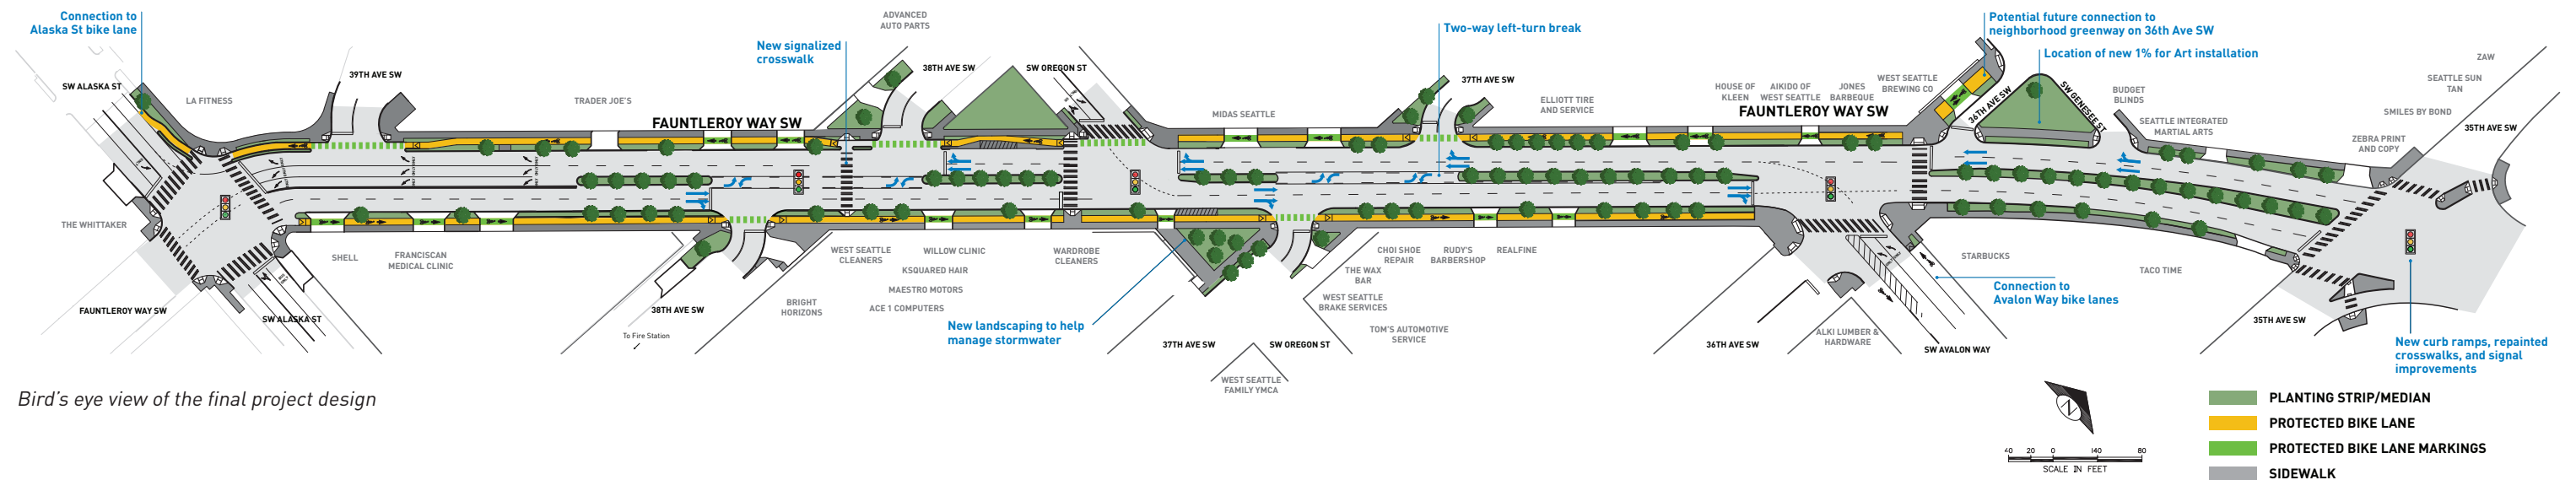 Connection to
Alaska St bike lane
SW ALASKA ST
LA FITNESS
39TH AVE SW
TRADER JOE'S
FAUNTLEROY WAY SW
New signalized
crosswalk
ADVANCED
AUTO PARTS
38TH AVE SW
SW OREGON ST
MIDAS SEATTLE
Two-way left-turn break
37TH AVE SW
ELLIOTT TIRE
AND SERVICE
HOUSE OF
KLEEN
AIKIDO OF
WEST SEATTLE
JONES
BARBEQUE
WEST SEATTLE
BREWING CO
FAUNTLEROY WAY SW
Potential future connection to
neighborhood greenway on 36th Ave SW
Location of new 1% for Art installation
36TH AVE SW
SW GENESEE ST
BUDGET
BLINDS
SEATTLE INTEGRATED
MARTIAL ARTS
ZAW
SEATTLE SUN
TAN
SMILES BY BOND
ZEBRA PRINT
AND COPY
35TH AVE SW
THE WHITTAKER
FAUNTLEROY WAY SW
SW ALASKA ST
SHELL
FRANCISCAN
MEDICAL CLINIC
38TH AVE SW
To Fire Station
BRIGHT
HORIZONS
WEST SEATTLE
CLEANERS
WILLOW CLINIC
KSQUARED HAIR
MAESTRO MOTORS
ACE 1 COMPUTERS
WARDROBE
CLEANERS
New landscaping to help
manage stormwater
37TH AVE SW
SW OREGON ST
WEST SEATTLE
FAMILY YMCA
THE WAX
BAR
WEST SEATTLE
BRAKE SERVICES
CHOI SHOE
REPAIR
RUDY'S
BARBERSHOP
REALFINE
TOM'S AUTOMOTIVE
SERVICE
36TH AVE SW
ALKI LUMBER &
HARDWARE
SW AVALON WAY
STARBUCKS
Connection to
Avalon Way bike lanes
TACO TIME
35TH AVE SW
New curb ramps, repainted
crosswalks, and signal
improvements
Bird's eye view of the final project design
N
40 20 0 140 80
SCALE IN FEET
PLANTING STRIP/MEDIAN
PROTECTED BIKE LANE
PROTECTED BIKE LANE MARKINGS
SIDEWALK